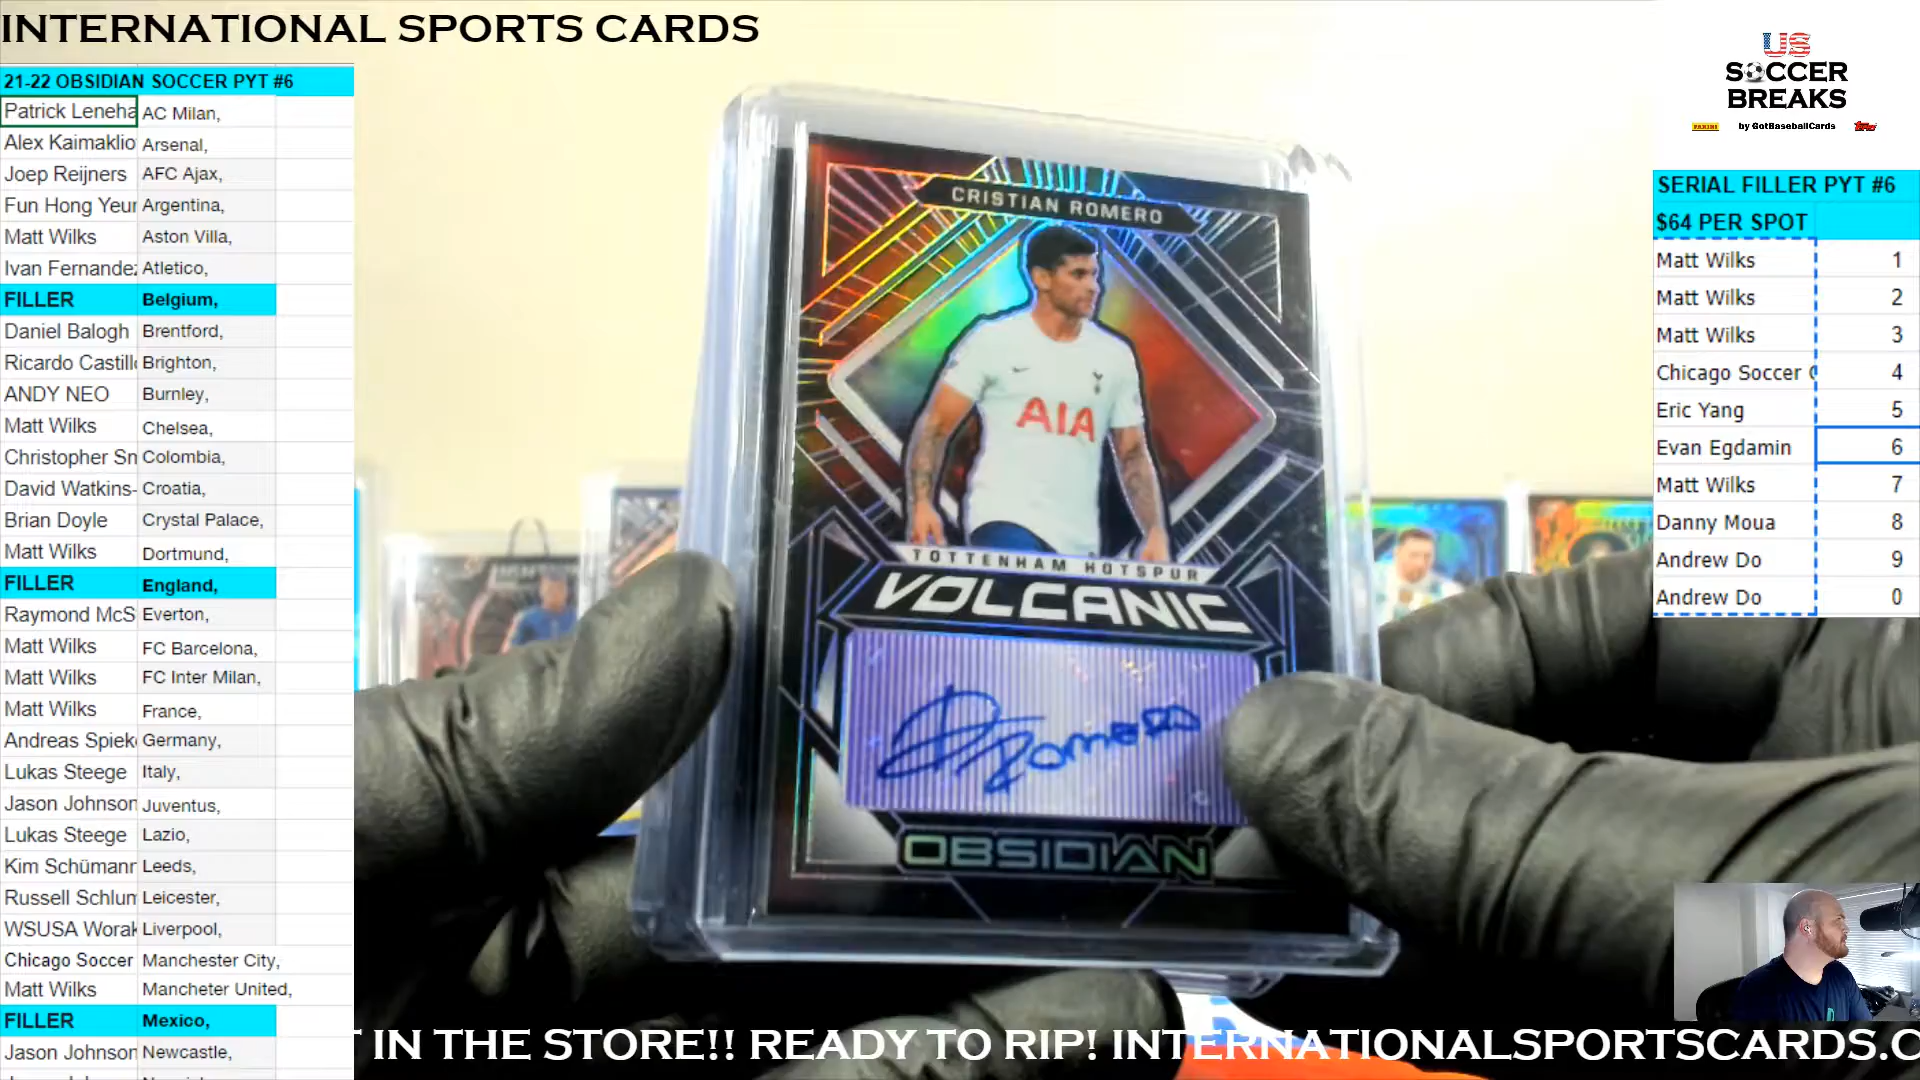 INTERNATIONAL SPORTS CARDS
21-22 OBSIDIAN SOCCER PYT #6
Patrick Leneha AC Milan,
Alex Kaimaklio Arsenal,
Joep Reijners AFC Ajax,
Fun Hong Yeur Argentina,
Matt Wilks Aston Villa,
Ivan Fernandez Atletico,
FILLER Belgium,
Daniel Balogh Brentford,
Ricardo Castillo Brighton,
ANDY NEO Burnley,
Matt Wilks Chelsea,
Christopher Sm Colombia,
David Watkins- Croatia,
Brian Doyle Crystal Palace,
Matt Wilks Dortmund,
FILLER England,
Raymond McS Everton,
Matt Wilks FC Barcelona,
Matt Wilks FC Inter Milan,
Matt Wilks France,
Andreas Spiek Germany,
Lukas Steege Italy,
Jason Johnson Juventus,
Lukas Steege Lazio,
Kim Schümann Leeds,
Russell Schlum Leicester,
WSUSA Worak Liverpool,
Chicago Soccer Manchester City,
Matt Wilks Mancheter United,
FILLER Mexico,
Jason Johnson Newcastle,
CRISTIAN ROMERO
AIA
TOTTENHAM HOTSPUR
VOLCANIC
Romero
OBSIDIAN
US
SOCCER
BREAKS
PANINI by GotBaseballCards Topps
SERIAL FILLER PYT #6
$64 PER SPOT
Matt Wilks 1
Matt Wilks 2
Matt Wilks 3
Chicago Soccer 4
Eric Yang 5
Evan Egdamin 6
Matt Wilks 7
Danny Moua 8
Andrew Do 9
Andrew Do 0
T IN THE STORE!! READY TO RIP! INTERNATIONALSPORTSCARDS.C